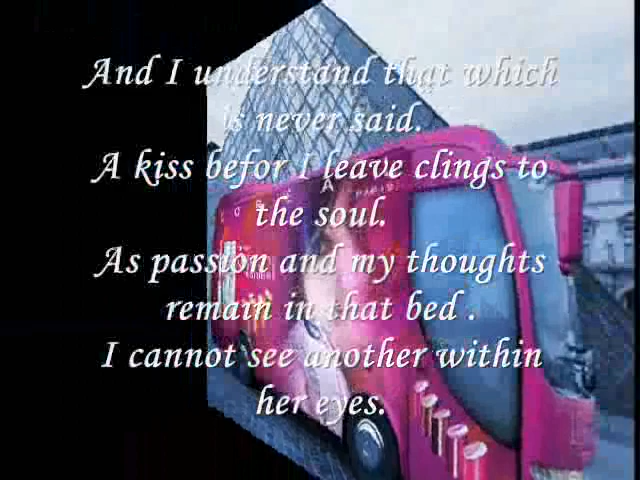 And I understand that which
is never said.
A kiss befor I leave clings to
the soul.
As passion and my thoughts
remain in that bed .
I cannot see another within
her eyes.